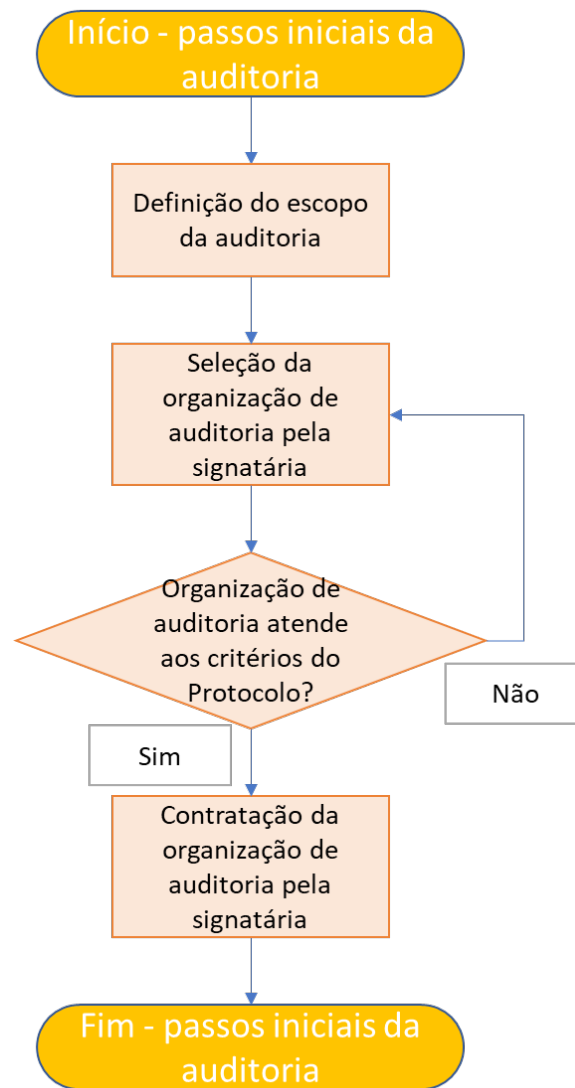 Início - passos iniciais da
auditoria
Definição do escopo
da auditoria
Seleção da
organização de
auditoria pela
signatária
Organização de
auditoria atende
aos critérios do
Protocolo?
Não
Sim
Contratação da
organização de
auditoria pela
signatária
Fim - passos iniciais da
auditoria